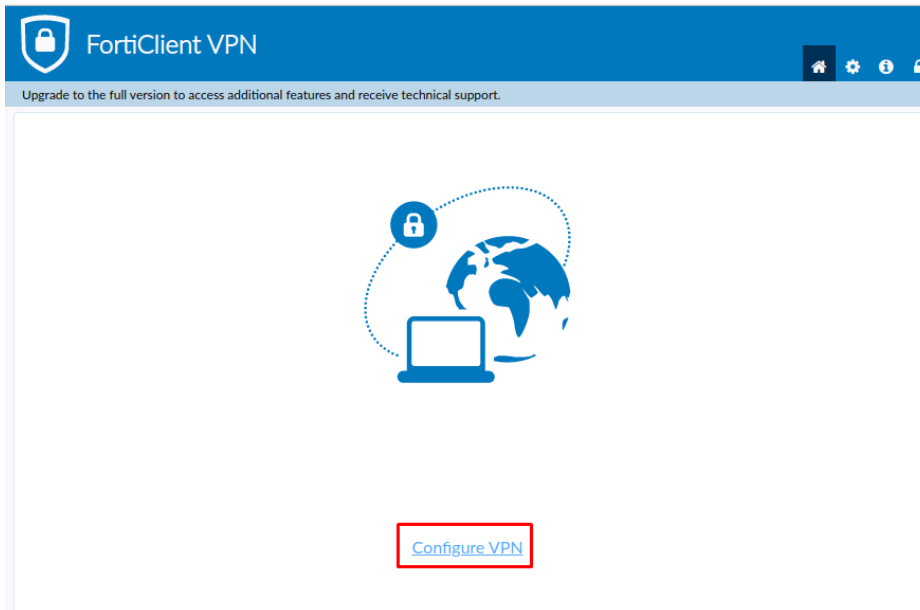 FortiClient VPN
Upgrade to the full version to access additional features and receive technical support.
Configure VPN